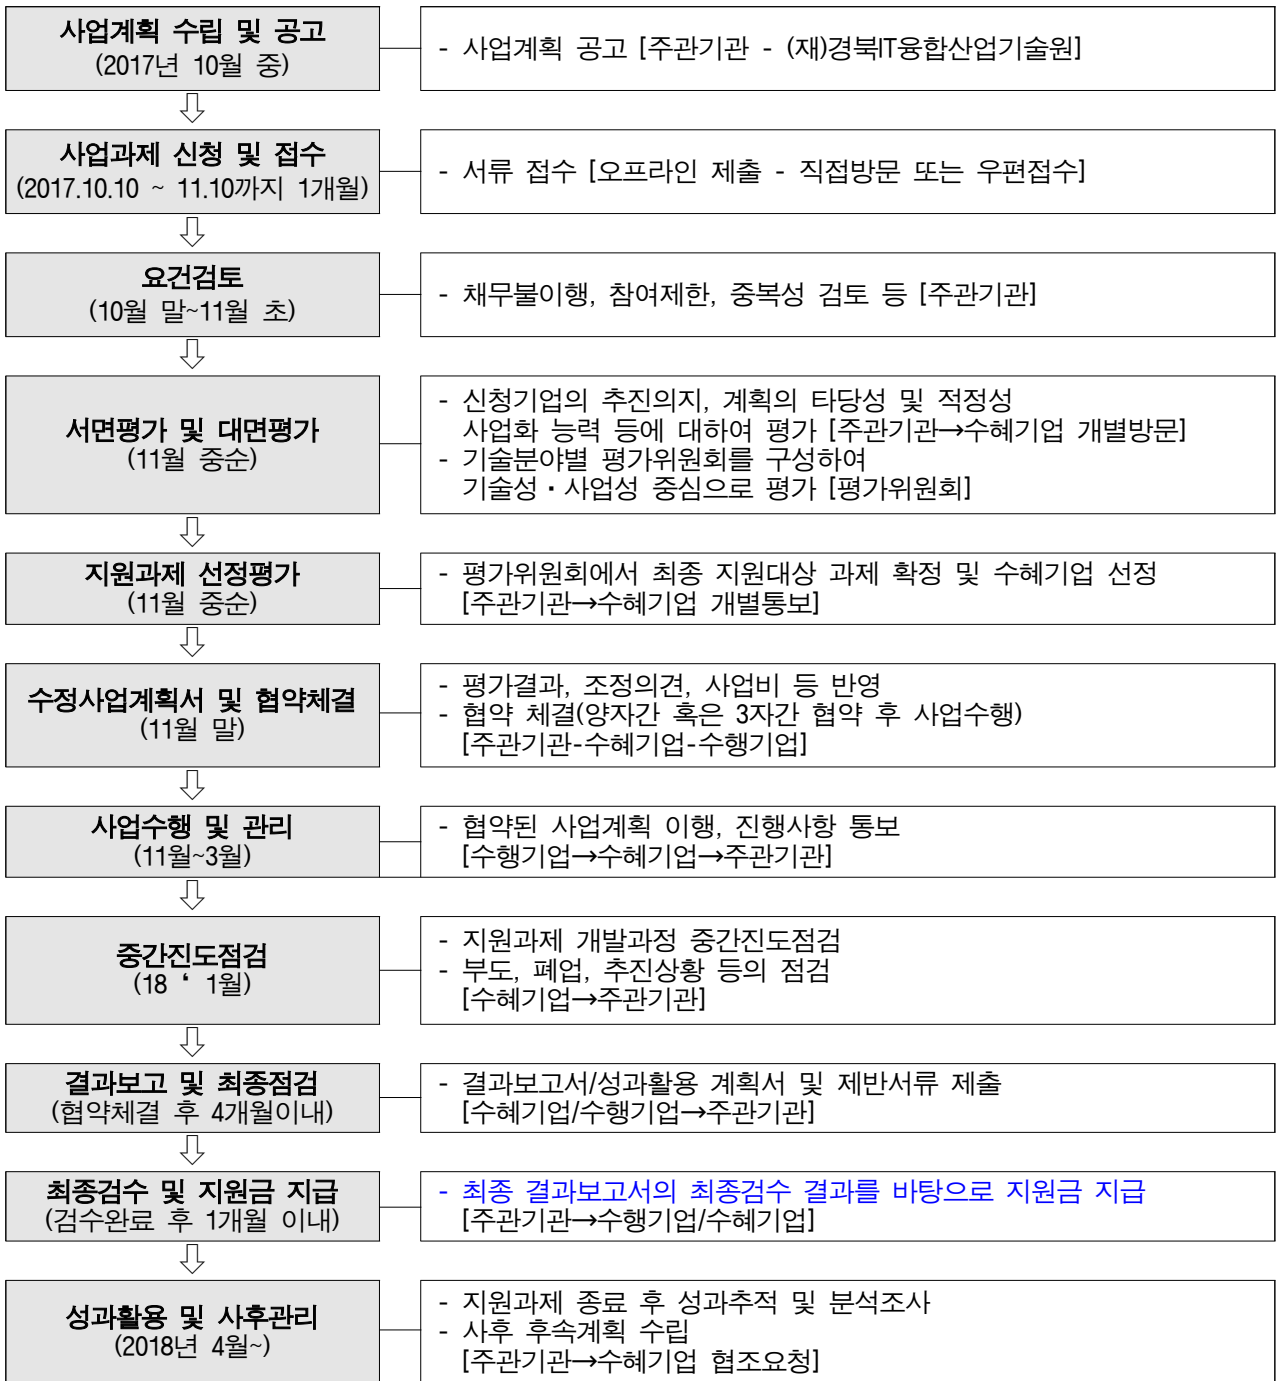 사업계획 수립 및 공고
(2017년 10월 중)
- 사업계획 공고 [주관기관 - (재)경북IT융합산업기술원]
사업과제 신청 및 접수
(2017.10.10 ~ 11.10까지 1개월)
- 서류 접수 [오프라인 제출 - 직접방문 또는 우편접수]
요건검토
(10월 말~11월 초)
- 채무불이행, 참여제한, 중복성 검토 등 [주관기관]
서면평가 및 대면평가
(11월 중순)
- 신청기업의 추진의지, 계획의 타당성 및 적정성
사업화 능력 등에 대하여 평가 [주관기관→수혜기업 개별방문]
- 기술분야별 평가위원회를 구성하여
기술성・사업성 중심으로 평가 [평가위원회]
지원과제 선정평가
(11월 중순)
- 평가위원회에서 최종 지원대상 과제 확정 및 수혜기업 선정
[주관기관→수혜기업 개별통보]
수정사업계획서 및 협약체결
(11월 말)
- 평가결과, 조정의견, 사업비 등 반영
- 협약 체결(양자간 혹은 3자간 협약 후 사업수행)
[주관기관-수혜기업-수행기업]
사업수행 및 관리
(11월~3월)
- 협약된 사업계획 이행, 진행사항 통보
[수행기업→수혜기업→주관기관]
중간진도점검
(18 ‘ 1월)
- 지원과제 개발과정 중간진도점검
- 부도, 폐업, 추진상황 등의 점검
[수혜기업→주관기관]
결과보고 및 최종점검
(협약체결 후 4개월이내)
- 결과보고서/성과활용 계획서 및 제반서류 제출
[수혜기업/수행기업→주관기관]
최종검수 및 지원금 지급
(검수완료 후 1개월 이내)
- 최종 결과보고서의 최종검수 결과를 바탕으로 지원금 지급
[주관기관→수행기업/수혜기업]
성과활용 및 사후관리
(2018년 4월~)
- 지원과제 종료 후 성과추적 및 분석조사
- 사후 후속계획 수립
[주관기관→수혜기업 협조요청]